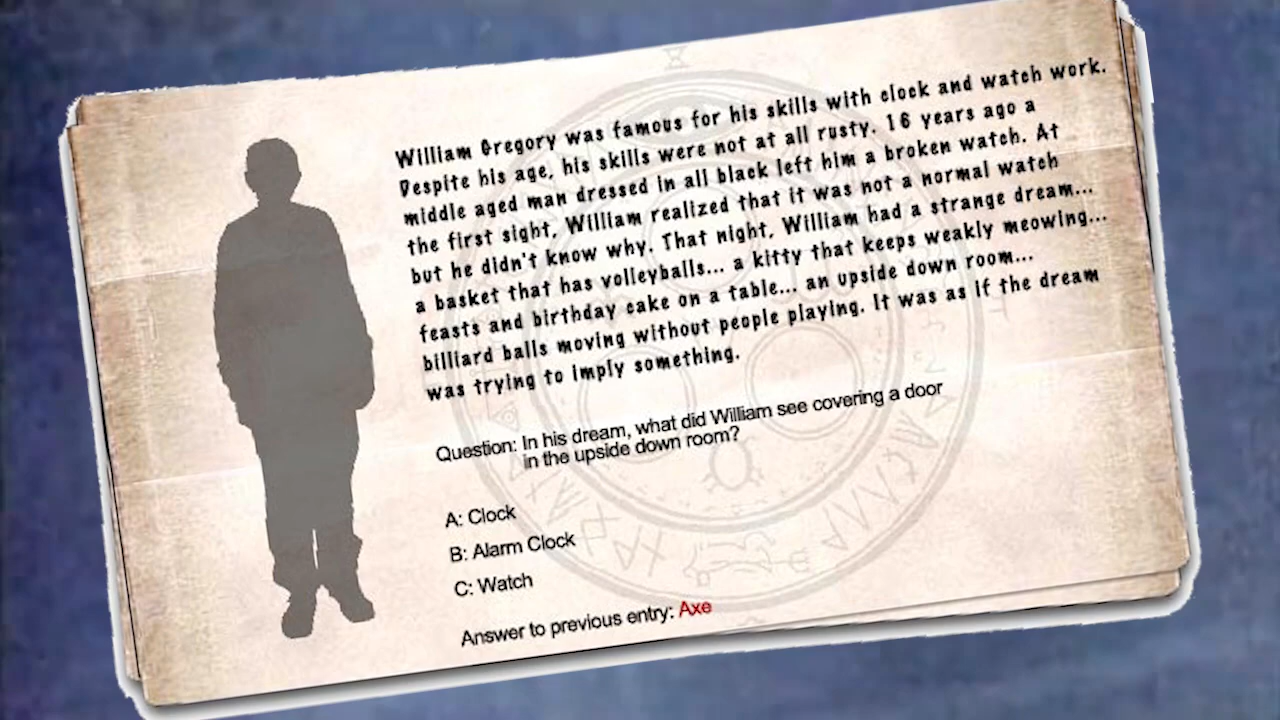 William Gregory was famous for his skills with clock and watch work.
Despite his age, his skills were not at all rusty. 16 years ago a
middle aged man dressed in all black left him a broken watch. At
the first sight, William realized that it was not a normal watch
but he didn't know why. That night, William had a strange dream...
a basket that has volleyballs... a kitty that keeps weakly meowing...
feasts and birthday cake on a table... an upside down room...
billiard balls moving without people playing. It was as if the dream
was trying to imply something.
Question: In his dream, what did William see covering a door
in the upside down room?
A: Clock
B: Alarm Clock
C: Watch
Answer to previous entry: Axe